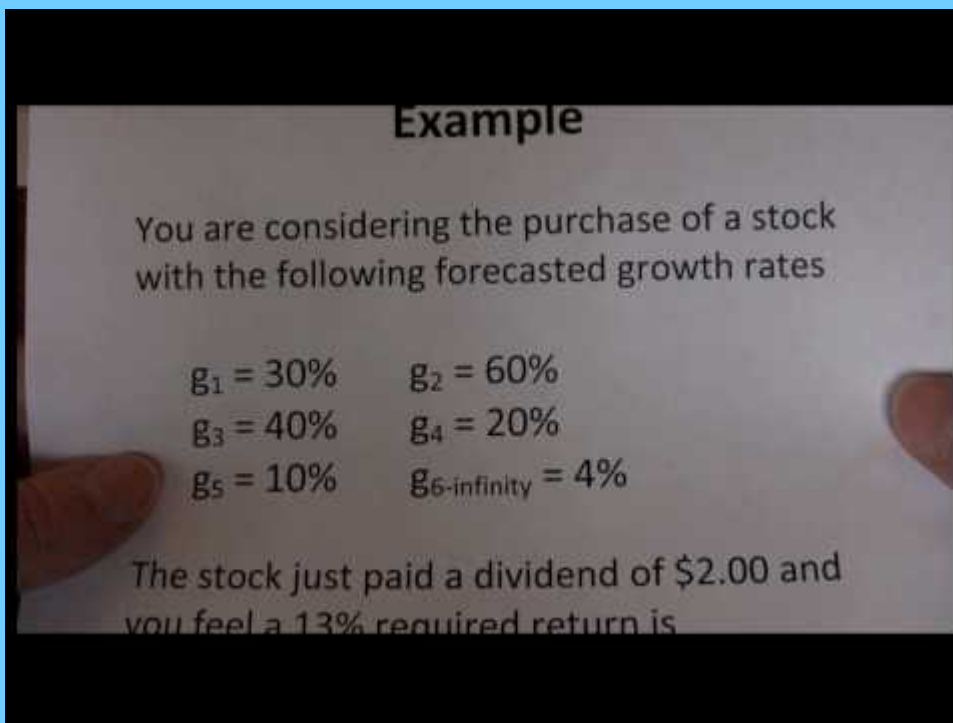 Example
You are considering the purchase of a stock
with the following forecasted growth rates
g₁ = 30% g₂ = 60%
g₃ = 40% g₄ = 20%
g₅ = 10% g₆₋infinity = 4%
The stock just paid a dividend of $2.00 and
you feel a 13% required return is